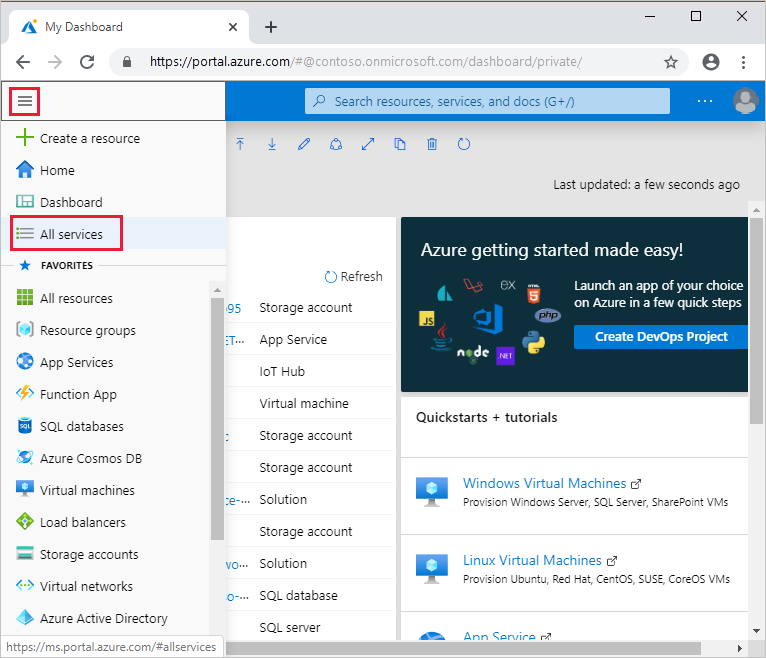 My Dashboard
https://portal.azure.com/#@contoso.onmicrosoft.com/dashboard/private/
Search resources, services, and docs (G+/)
Create a resource
Home
Dashboard
All services
FAVORITES
All resources
Resource groups
App Services
Function App
SQL databases
Azure Cosmos DB
Virtual machines
Load balancers
Storage accounts
Virtual networks
Azure Active Directory
https://ms.portal.azure.com/#allservices
Last updated: a few seconds ago
Refresh
e95 Storage account
ET... App Service
IoT Hub
Virtual machine
c Storage account
Storage account
ce-... Solution
Storage account
wo... Solution
so-... SQL database
SQL server
Azure getting started made easy!
Launch an app of your choice
on Azure in a few quick steps
Create DevOps Project
JS
ex
HTML
5
php
node
NET
Quickstarts + tutorials
Windows Virtual Machines
Provision Windows Server, SQL Server, SharePoint VMs
Linux Virtual Machines
Provision Ubuntu, Red Hat, CentOS, SUSE, CoreOS VMs
App Service